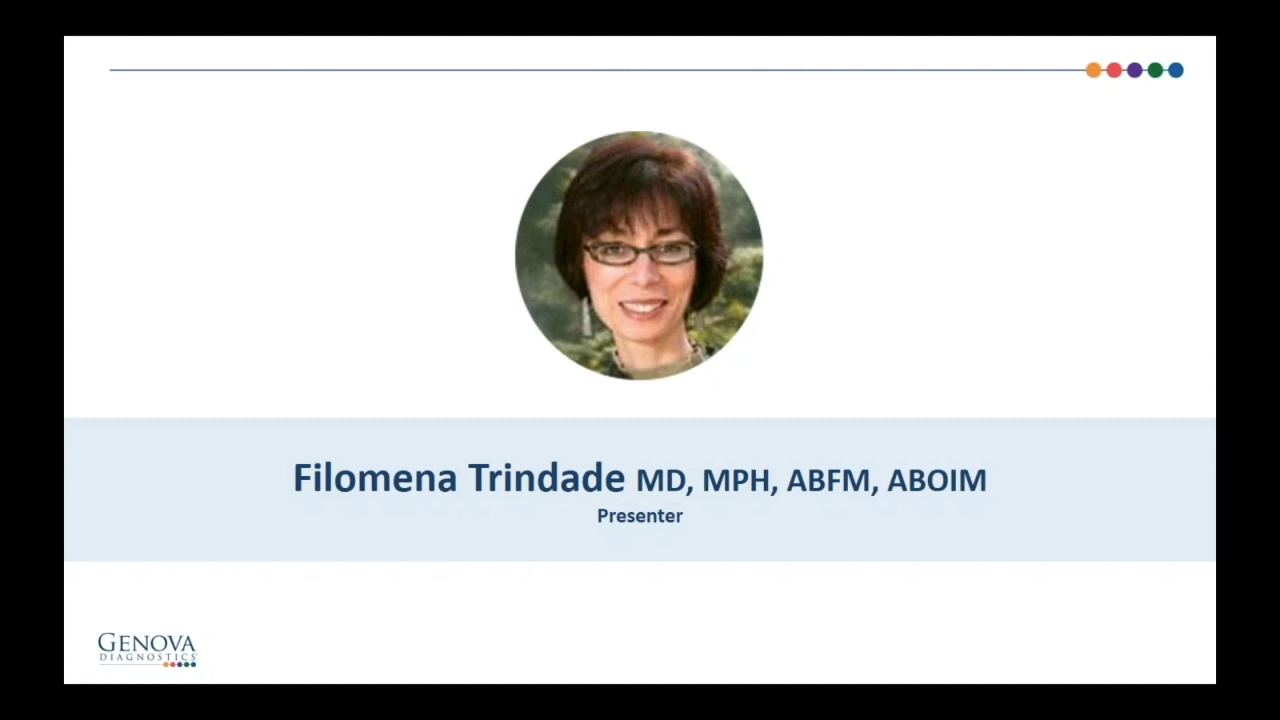 Filomena Trindade MD, MPH, ABFM, ABOIM
Presenter
GENOVA
DIAGNOSTICS